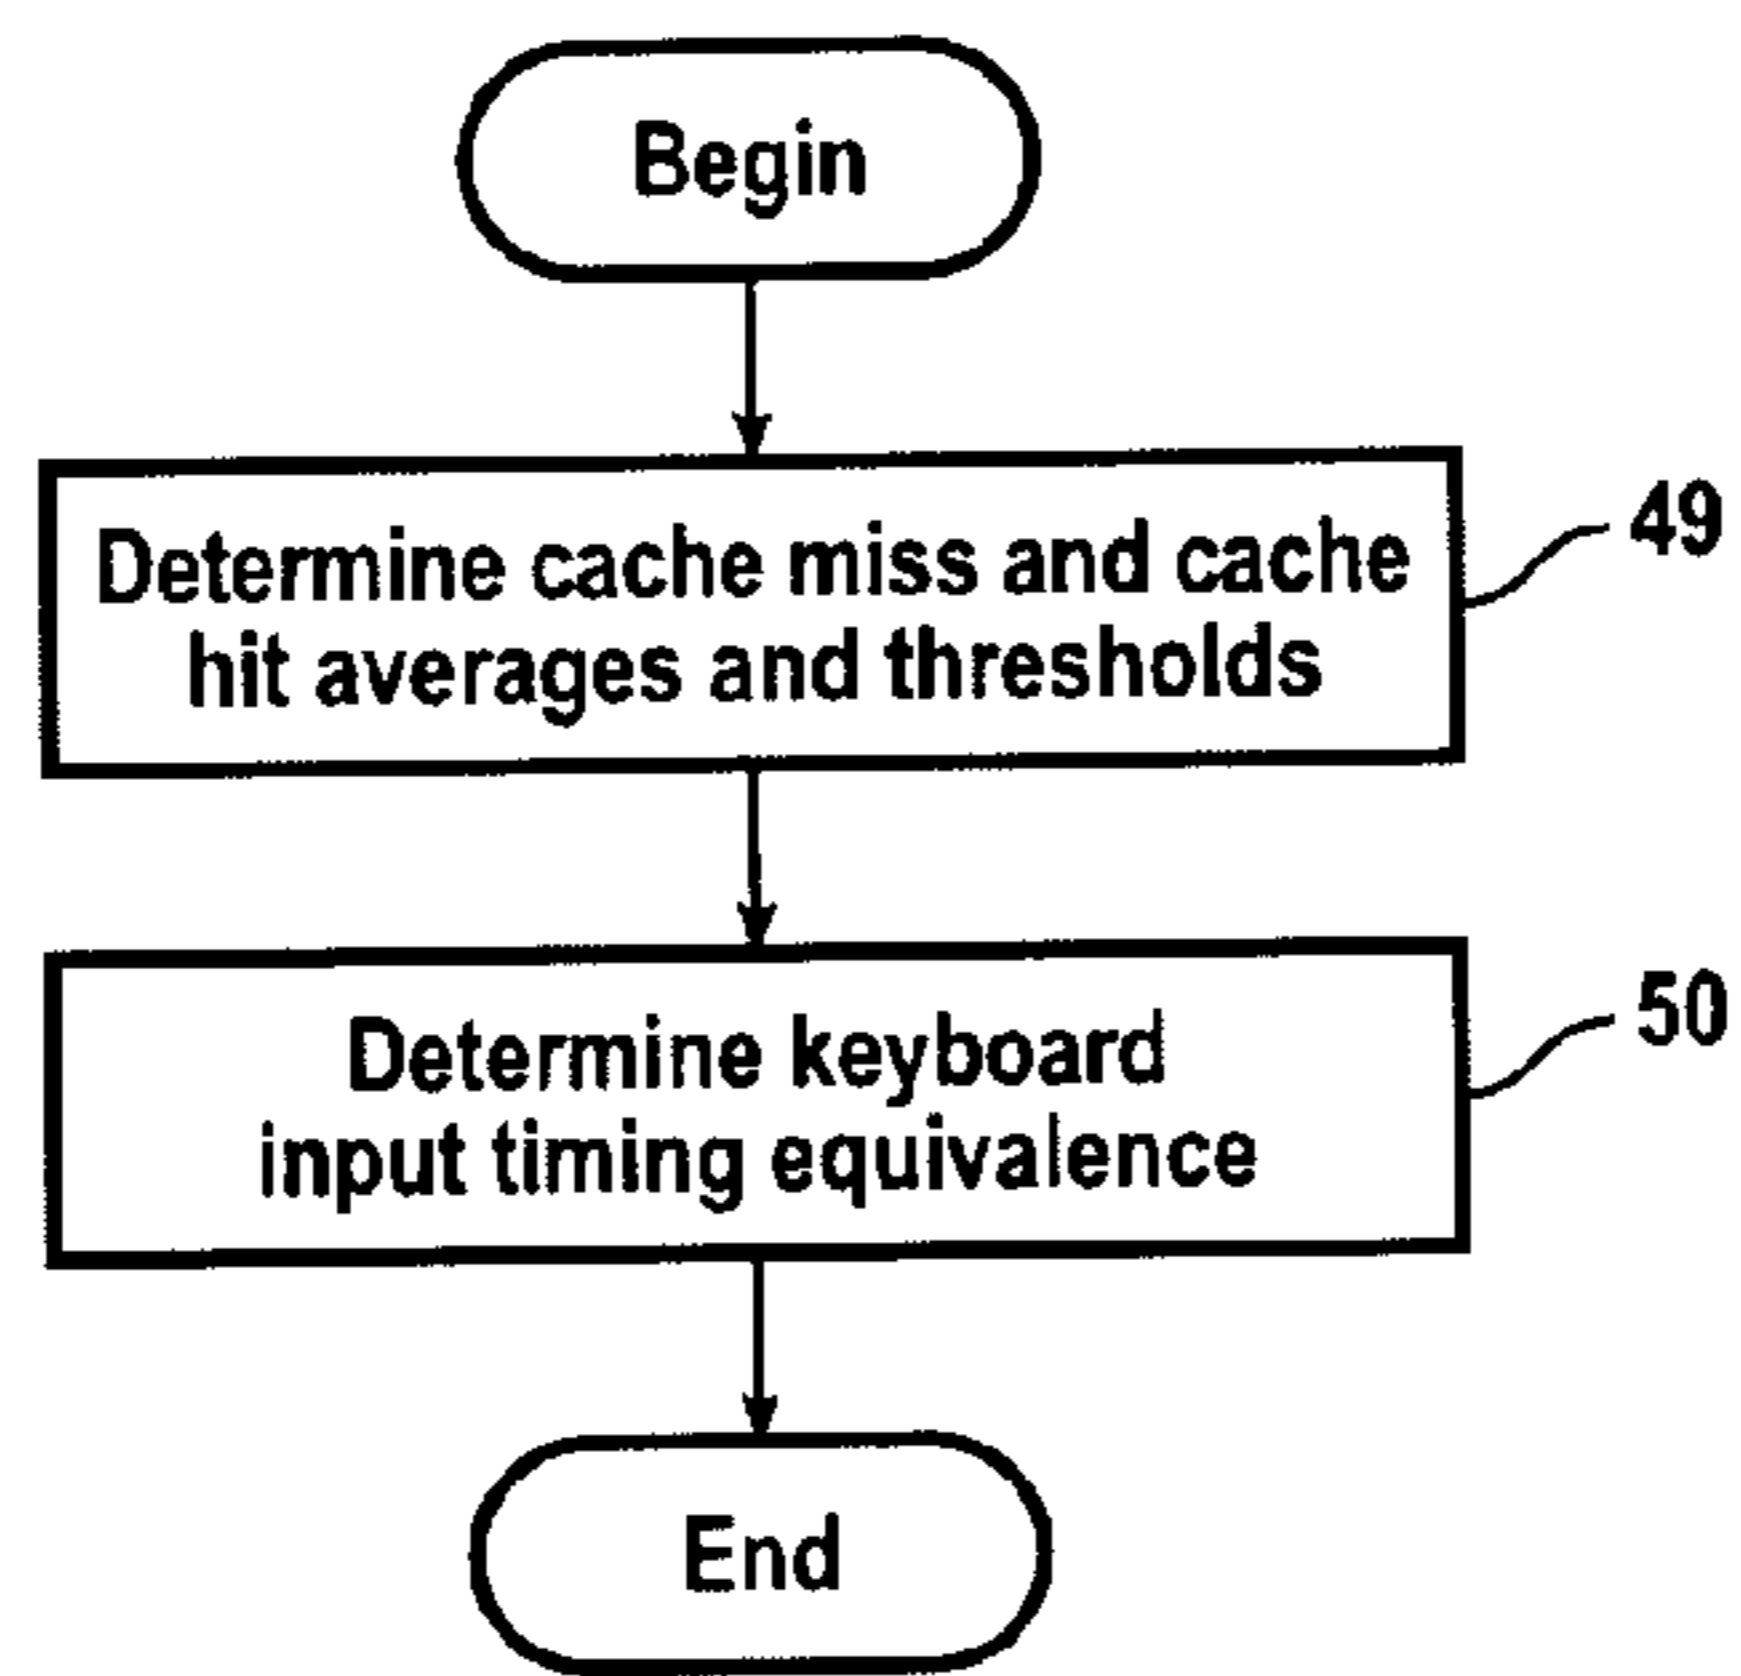 Begin
Determine cache miss and cache
hit averages and thresholds
49
Determine keyboard
input timing equivalence
50
End